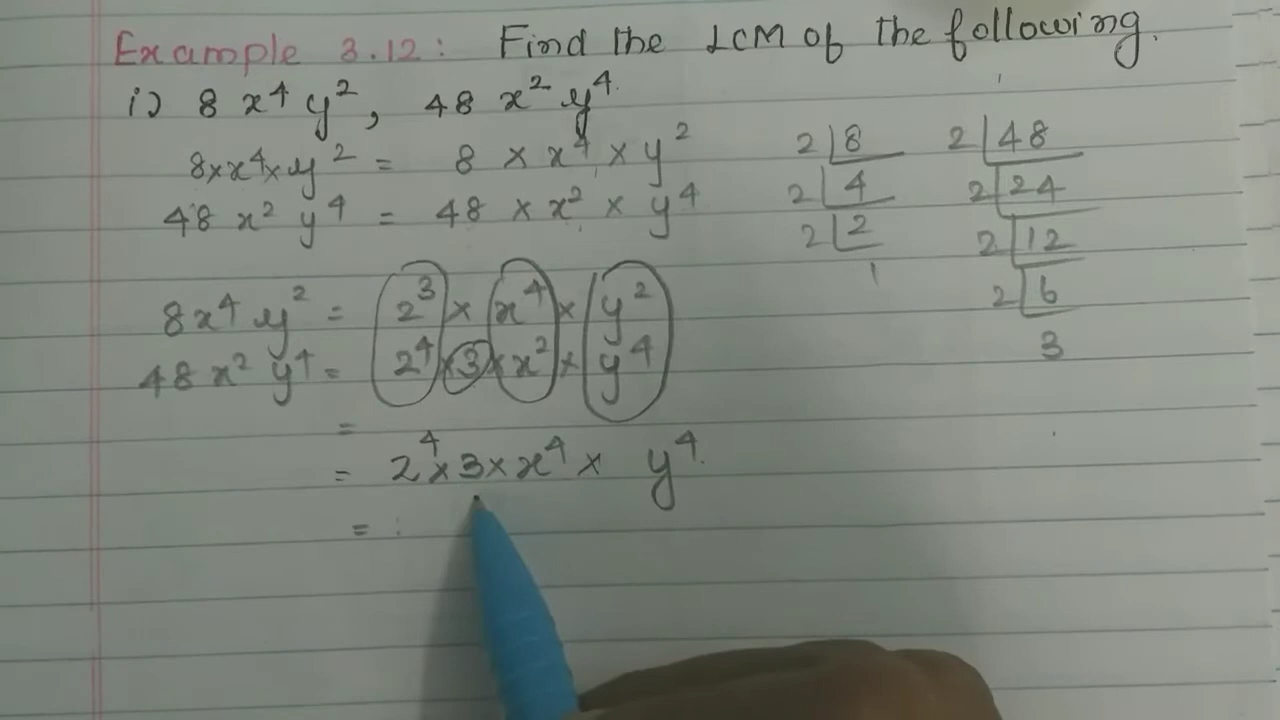 Example 3.12: Find the LCM of the following.
i) 8 x⁴ y², 48 x² y⁴.
8×x⁴×y² = 8 × x⁴ × y²
48 x² y⁴ = 48 × x² × y⁴
8x⁴ y² = 2³ × x⁴ × y²
48 x² y⁴ = 2⁴ × 3 × x² × y⁴
=
= 2⁴ × 3 × x⁴ × y⁴.
=
2 | 8
2 | 4
2 | 2
1
2 | 48
2 | 24
2 | 12
2 | 6
3